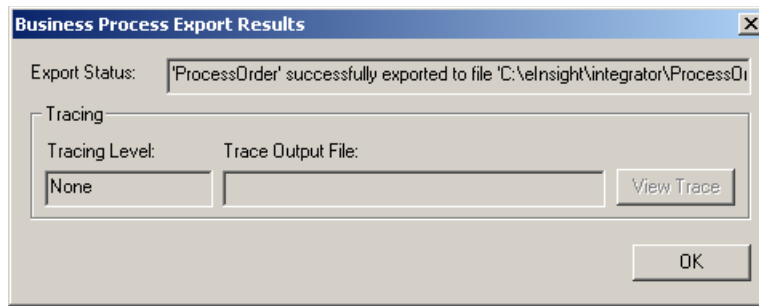 Business Process Export Results
Export Status: 'ProcessOrder' successfully exported to file 'C:\eInsight\integrator\ProcessOr
Tracing
Tracing Level: Trace Output File:
None View Trace
OK